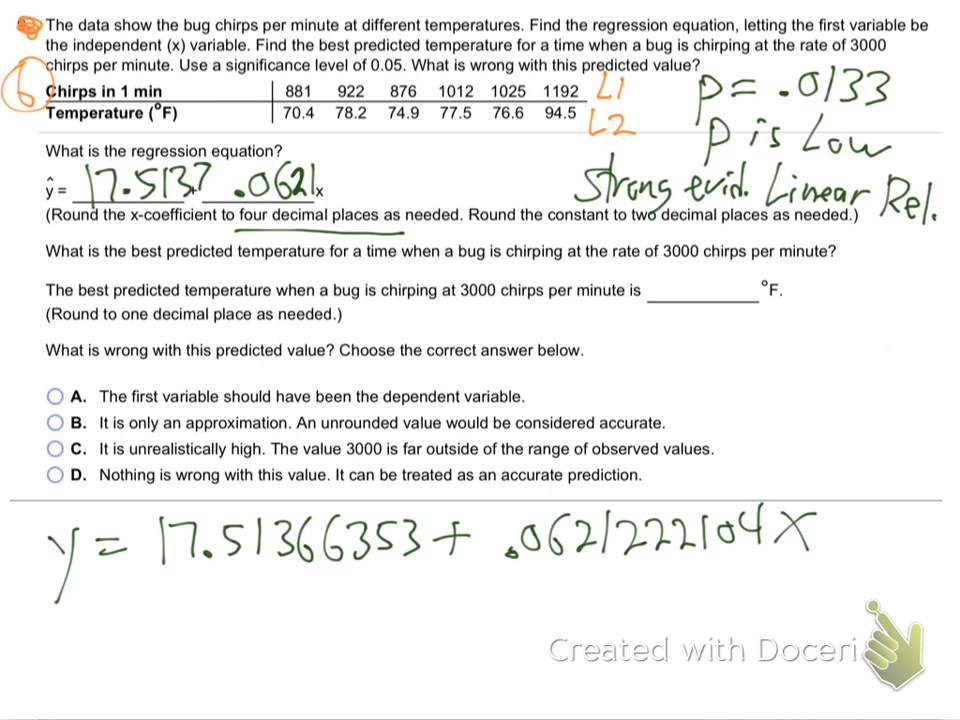 The data show the bug chirps per minute at different temperatures. Find the regression equation, letting the first variable be
the independent (x) variable. Find the best predicted temperature for a time when a bug is chirping at the rate of 3000
chirps per minute. Use a significance level of 0.05. What is wrong with this predicted value?
6
Chirps in 1 min 881 922 876 1012 1025 1192 L1
Temperature (°F) 70.4 78.2 74.9 77.5 76.6 94.5 L2
p = .0133
p is Low
Strong evid. Linear Rel.
What is the regression equation?
ŷ = 17.5137 + .0621 x
(Round the x-coefficient to four decimal places as needed. Round the constant to two decimal places as needed.)
What is the best predicted temperature for a time when a bug is chirping at the rate of 3000 chirps per minute?
The best predicted temperature when a bug is chirping at 3000 chirps per minute is °F.
(Round to one decimal place as needed.)
What is wrong with this predicted value? Choose the correct answer below.
A. The first variable should have been the dependent variable.
B. It is only an approximation. An unrounded value would be considered accurate.
C. It is unrealistically high. The value 3000 is far outside of the range of observed values.
D. Nothing is wrong with this value. It can be treated as an accurate prediction.
y = 17.51366353 + .0621222104 X
Created with Doceri